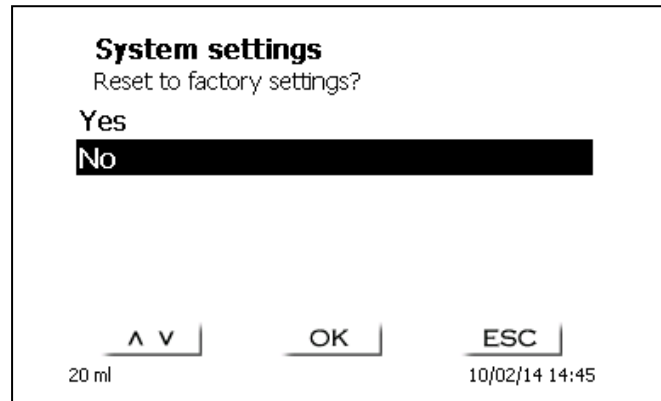 System settings
Reset to factory settings?
Yes
No
∧ ∨ OK ESC
20 ml 10/02/14 14:45